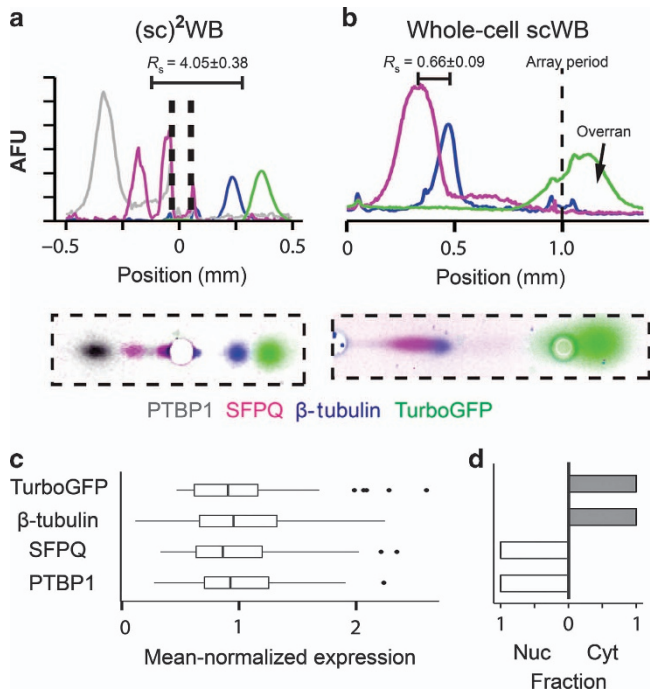 a
(sc)²WB
Rs = 4.05±0.38
AFU
−0.5
0
0.5
Position (mm)
b
Whole-cell scWB
Rs = 0.66±0.09
Array period
Overran
0
0.5
1.0
Position (mm)
PTBP1 SFPQ β-tubulin TurboGFP
c
TurboGFP
β-tubulin
SFPQ
PTBP1
0
1
2
Mean-normalized expression
d
1 0 1
Nuc Cyt
Fraction